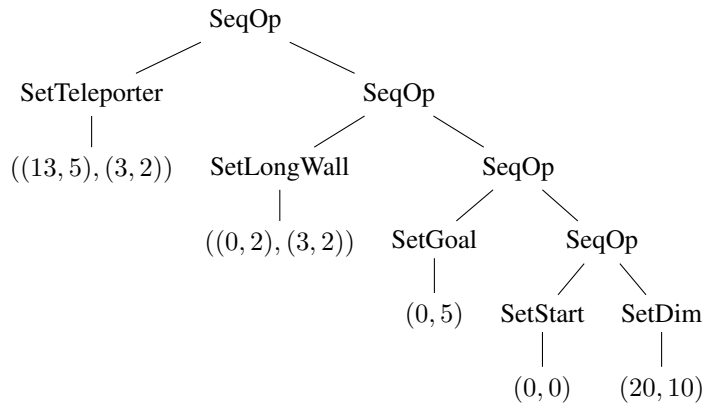 SeqOp
SetTeleporter SeqOp
((13, 5), (3, 2)) SetLongWall SeqOp
((0, 2), (3, 2)) SetGoal SeqOp
(0, 5) SetStart SetDim
(0, 0) (20, 10)